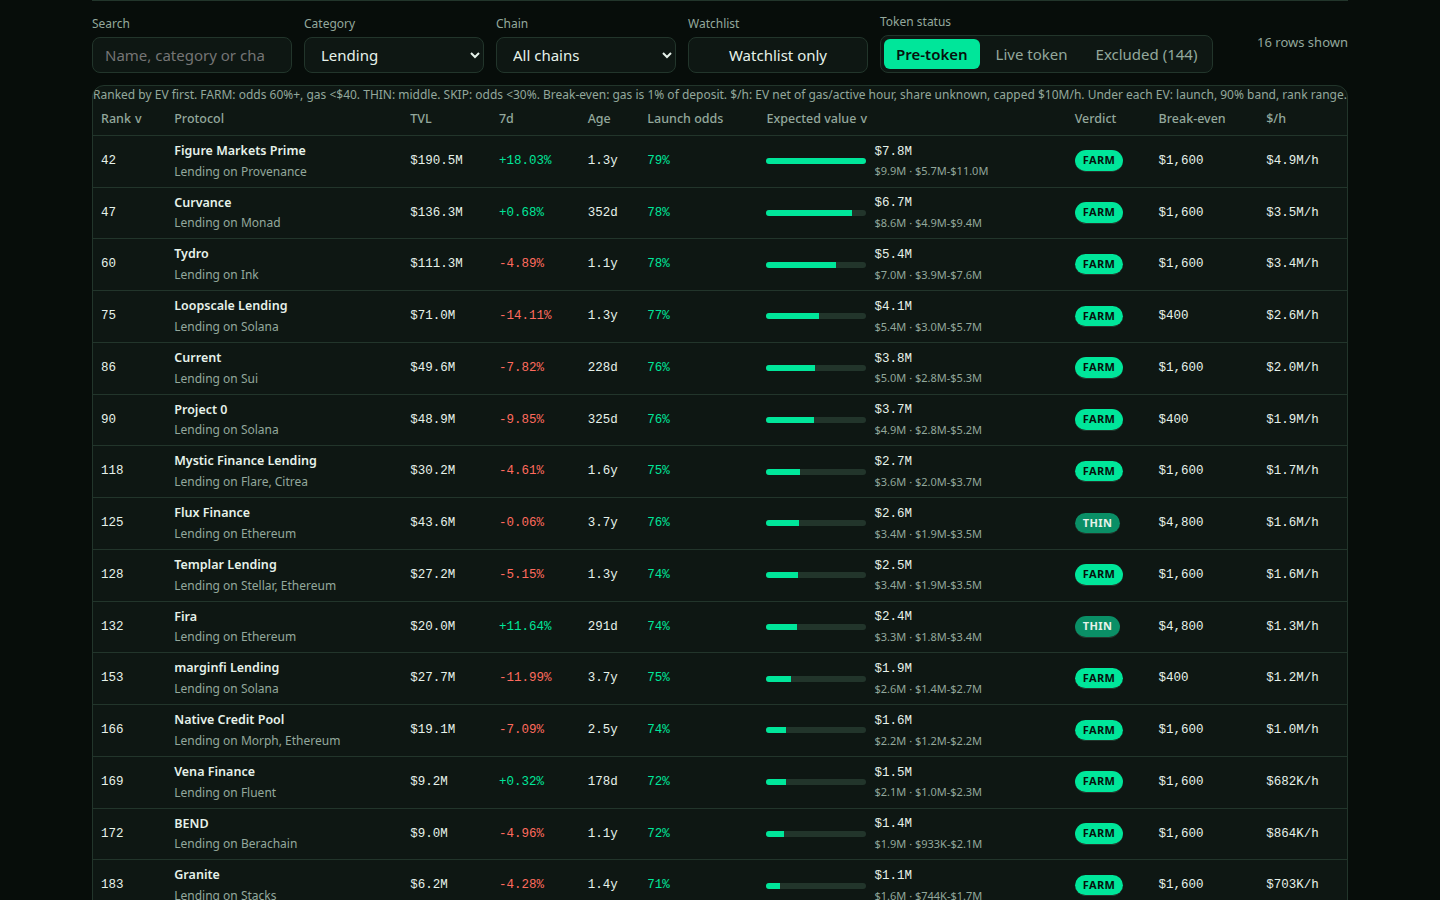 Search Category Chain Watchlist Token status
Name, category or cha Lending All chains Watchlist only Pre-token Live token Excluded (144) 16 rows shown
Ranked by EV first. FARM: odds 60%+, gas <$40. THIN: middle. SKIP: odds <30%. Break-even: gas is 1% of deposit. $/h: EV net of gas/active hour, share unknown, capped $10M/h. Under each EV: launch, 90% band, rank range.
Rank v Protocol TVL 7d Age Launch odds Expected value v Verdict Break-even $/h
42 Figure Markets Prime $190.5M +18.03% 1.3y 79% $7.8M FARM $1,600 $4.9M/h
Lending on Provenance $9.9M · $5.7M-$11.0M
47 Curvance $136.3M +0.68% 352d 78% $6.7M FARM $1,600 $3.5M/h
Lending on Monad $8.6M · $4.9M-$9.4M
60 Tydro $111.3M -4.89% 1.1y 78% $5.4M FARM $1,600 $3.4M/h
Lending on Ink $7.0M · $3.9M-$7.6M
75 Loopscale Lending $71.0M -14.11% 1.3y 77% $4.1M FARM $400 $2.6M/h
Lending on Solana $5.4M · $3.0M-$5.7M
86 Current $49.6M -7.82% 228d 76% $3.8M FARM $1,600 $2.0M/h
Lending on Sui $5.0M · $2.8M-$5.3M
90 Project 0 $48.9M -9.85% 325d 76% $3.7M FARM $400 $1.9M/h
Lending on Solana $4.9M · $2.8M-$5.2M
118 Mystic Finance Lending $30.2M -4.61% 1.6y 75% $2.7M FARM $1,600 $1.7M/h
Lending on Flare, Citrea $3.6M · $2.0M-$3.7M
125 Flux Finance $43.6M -0.06% 3.7y 76% $2.6M THIN $4,800 $1.6M/h
Lending on Ethereum $3.4M · $1.9M-$3.5M
128 Templar Lending $27.2M -5.15% 1.3y 74% $2.5M FARM $1,600 $1.6M/h
Lending on Stellar, Ethereum $3.4M · $1.9M-$3.5M
132 Fira $20.0M +11.64% 291d 74% $2.4M THIN $4,800 $1.3M/h
Lending on Ethereum $3.3M · $1.8M-$3.4M
153 marginfi Lending $27.7M -11.99% 3.7y 75% $1.9M FARM $400 $1.2M/h
Lending on Solana $2.6M · $1.4M-$2.7M
166 Native Credit Pool $19.1M -7.09% 2.5y 74% $1.6M FARM $1,600 $1.0M/h
Lending on Morph, Ethereum $2.2M · $1.2M-$2.2M
169 Vena Finance $9.2M +0.32% 178d 72% $1.5M FARM $1,600 $682K/h
Lending on Fluent $2.1M · $1.0M-$2.3M
172 BEND $9.0M -4.96% 1.1y 72% $1.4M FARM $1,600 $864K/h
Lending on Berachain $1.9M · $933K-$2.1M
183 Granite $6.2M -4.28% 1.4y 71% $1.1M FARM $1,600 $703K/h
Lending on Stacks $1.6M · $744K-$1.7M